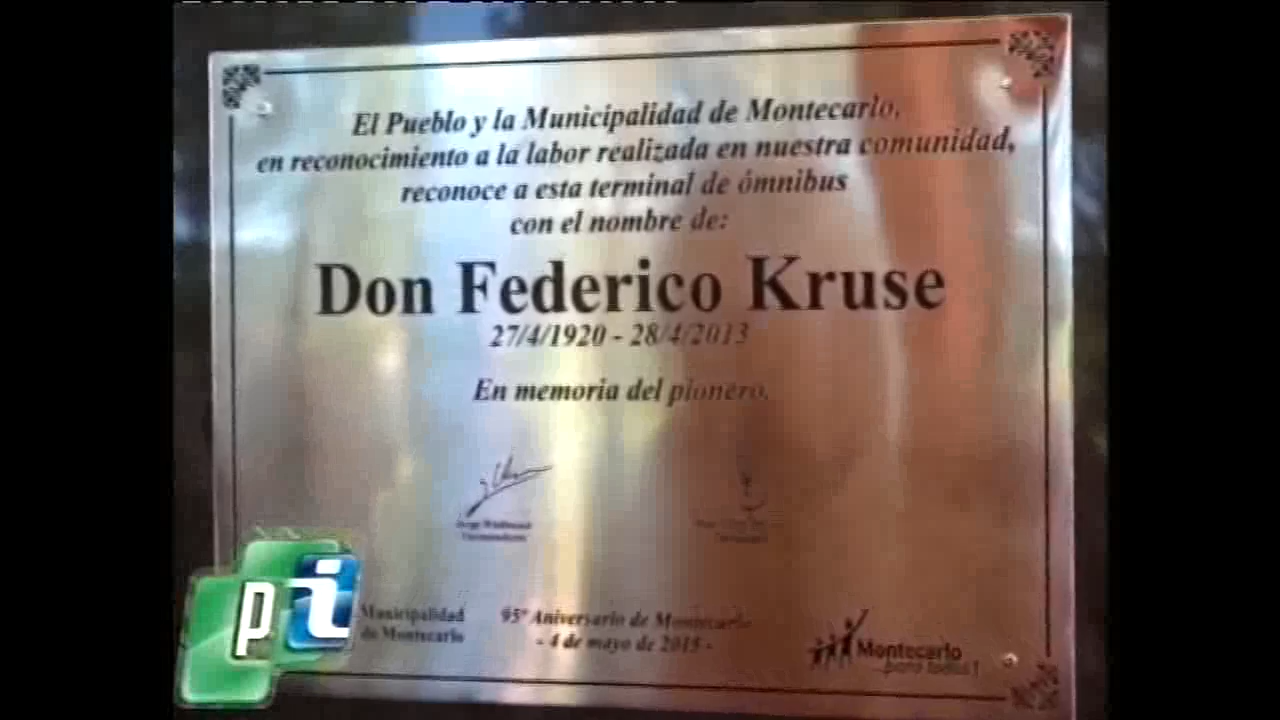 El Pueblo y la Municipalidad de Montecarlo,
en reconocimiento a la labor realizada en nuestra comunidad,
reconoce a esta terminal de ómnibus
con el nombre de:
Don Federico Kruse
27/4/1920 - 28/4/2013
En memoria del pionero.
Municipalidad
de Montecarlo
95º Aniversario de Montecarlo
- 4 de mayo de 2015 -
Montecarlo
...para todos!
pi